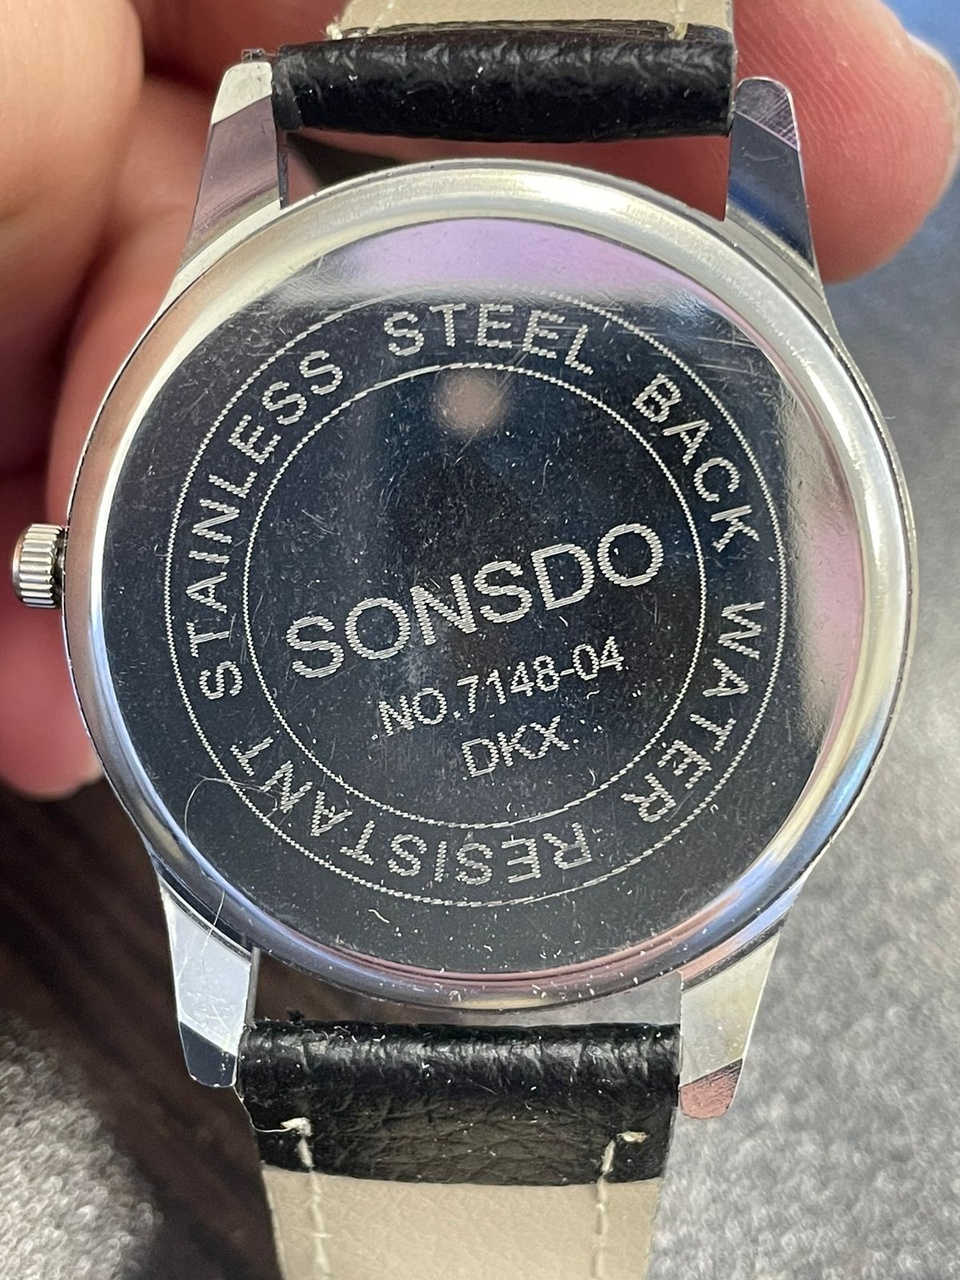 STAINLESS STEEL BACK WATER RESISTANT
SONSDO
NO.7148-04
DKX